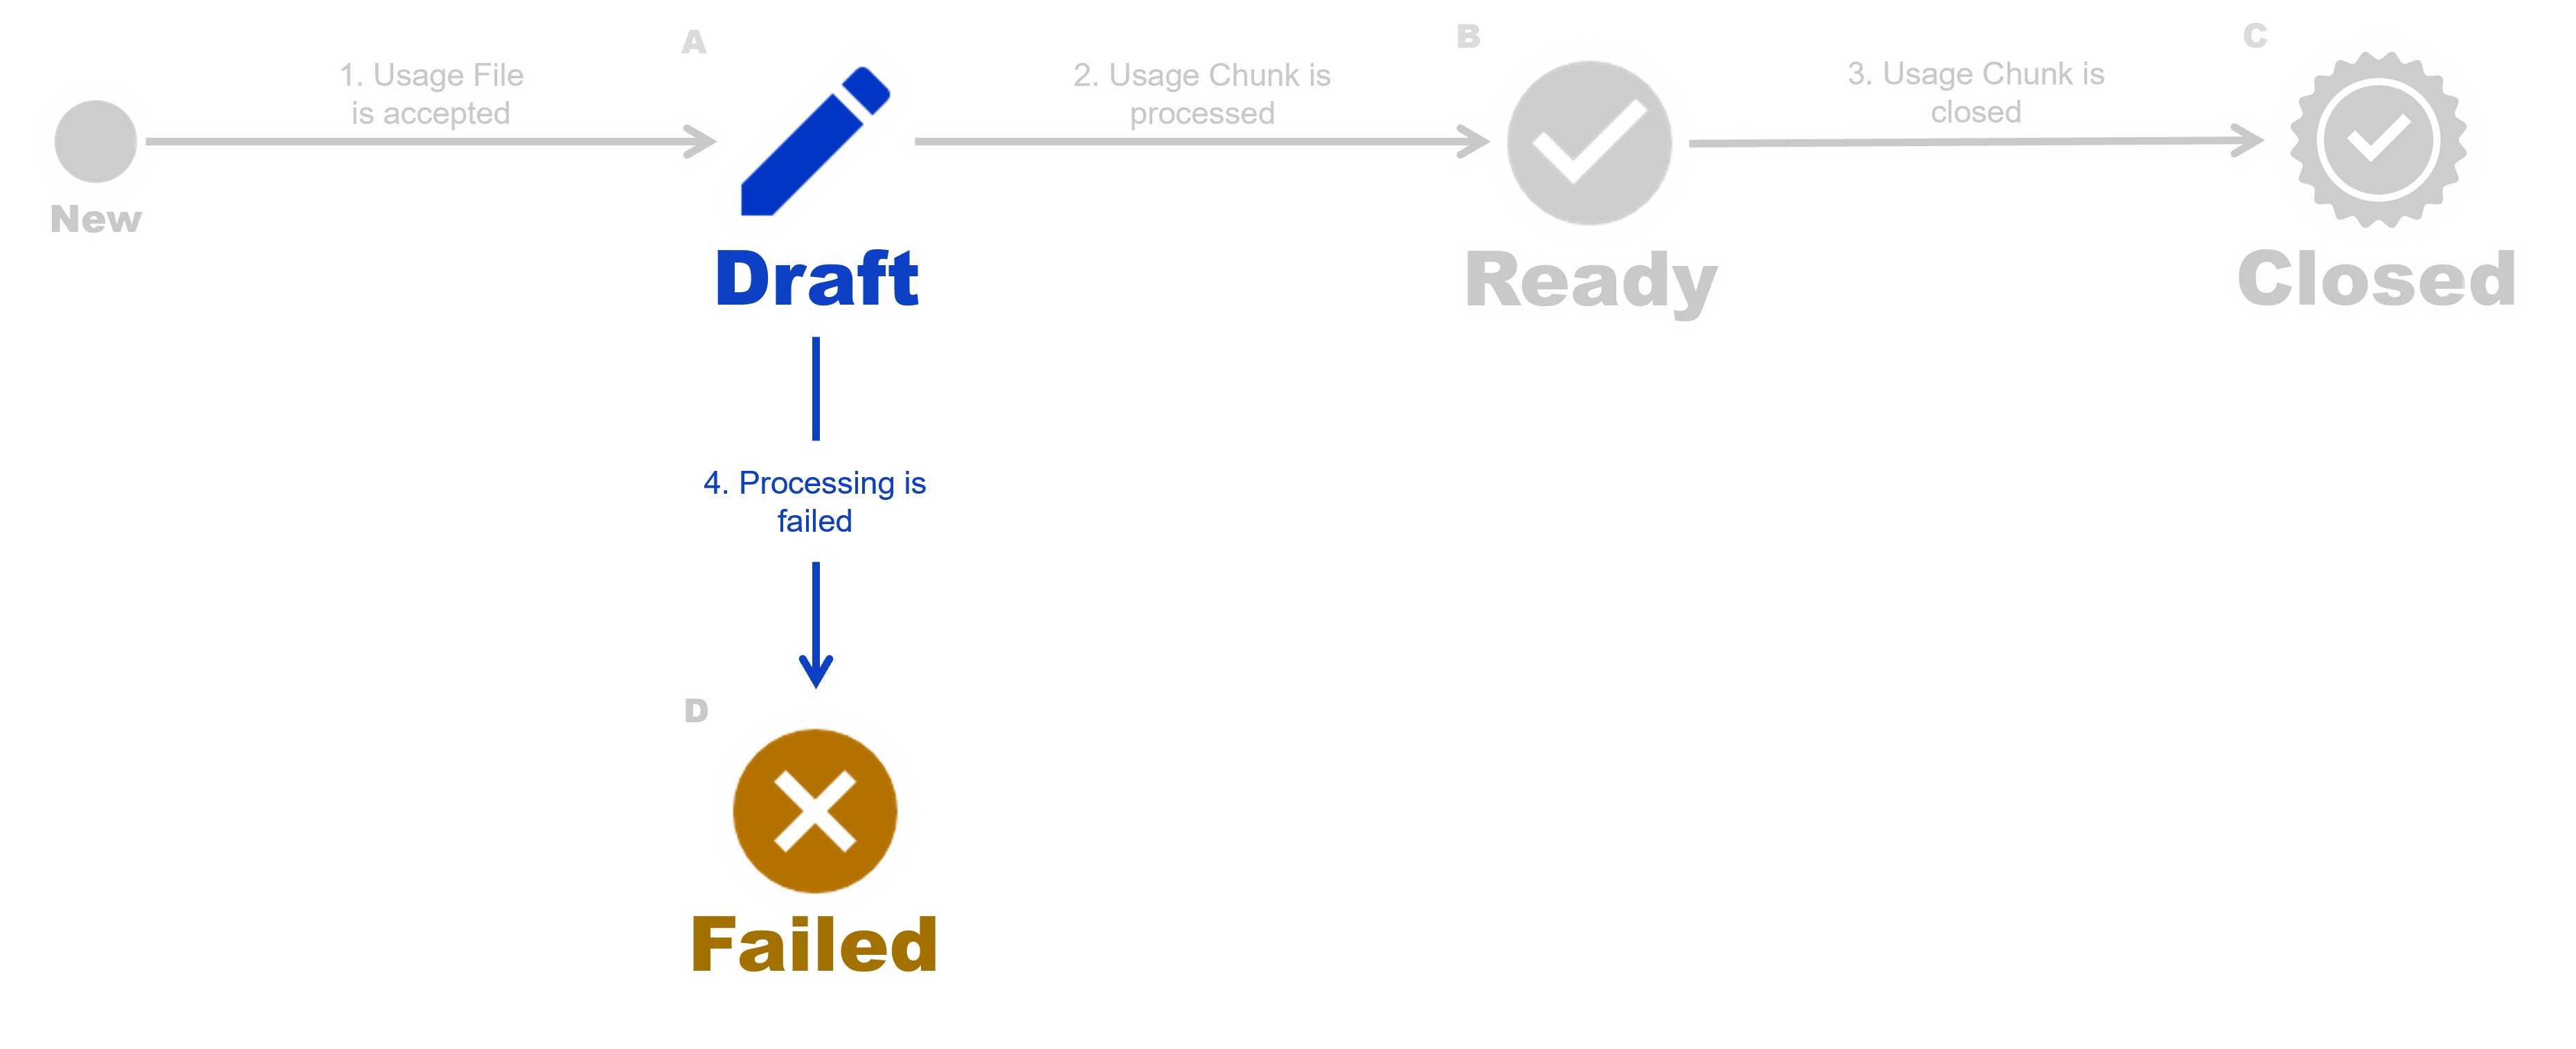 A
B
C
1. Usage File
is accepted
2. Usage Chunk is
processed
3. Usage Chunk is
closed
New
Draft
Ready
Closed
4. Processing is
failed
D
Failed